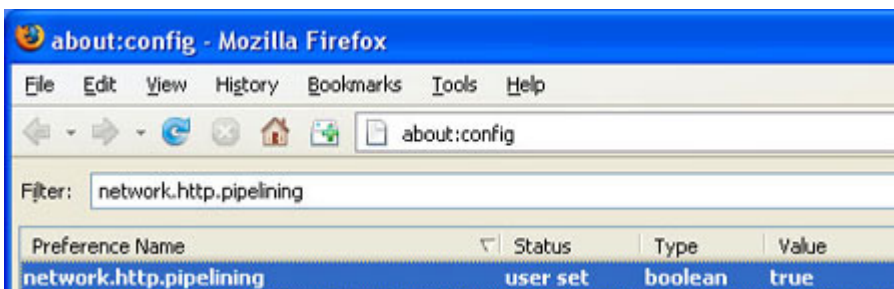 about:config - Mozilla Firefox
File Edit View History Bookmarks Tools Help
about:config
Filter: network.http.pipelining
Preference Name Status Type Value
network.http.pipelining user set boolean true